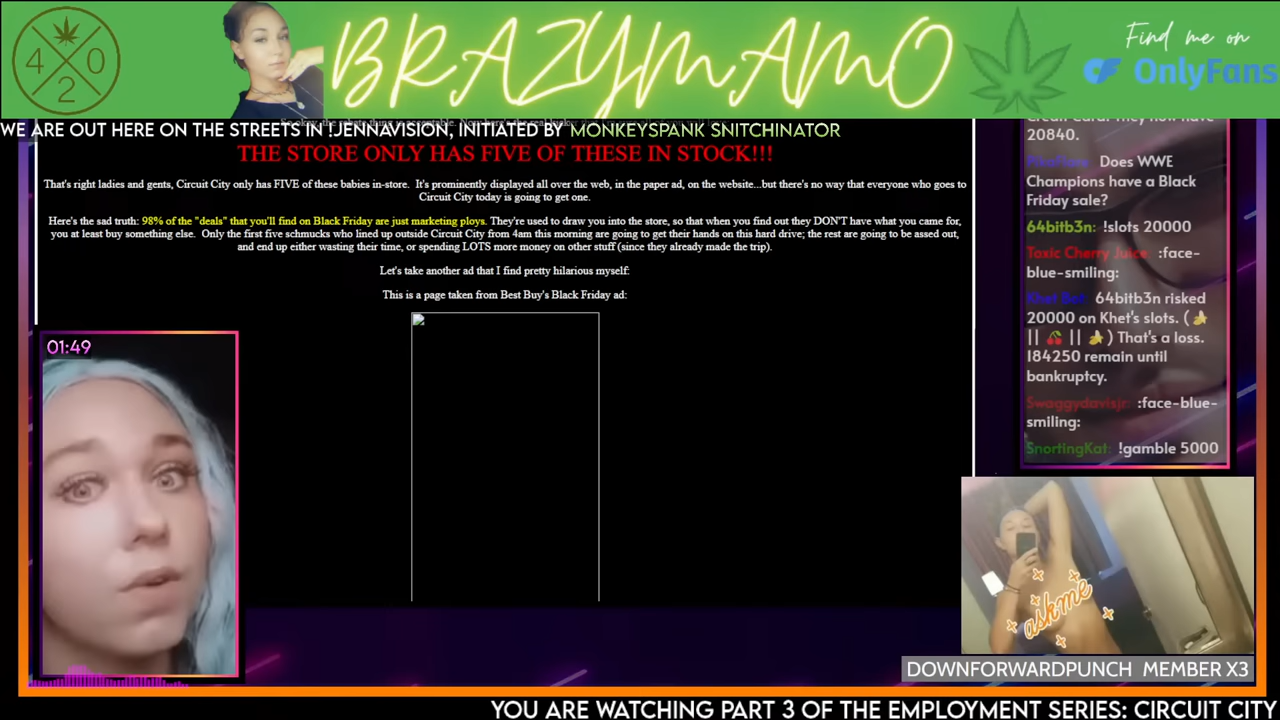 4 20
BRAZYMAMO
Find me on
OnlyFans
WE ARE OUT HERE ON THE STREETS IN !JENNAVISION, INITIATED BY MONKEYSPANK SNITCHINATOR
THE STORE ONLY HAS FIVE OF THESE IN STOCK!!!
That's right ladies and gents, Circuit City only has FIVE of these babies in-store. It's prominently displayed all over the web, in the paper ad, on the website...but there's no way that everyone who goes to
Circuit City today is going to get one.
Here's the sad truth: 98% of the "deals" that you'll find on Black Friday are just marketing ploys. They're used to draw you into the store, so that when you find out they DON'T have what you came for,
you at least buy something else. Only the first five schmucks who lined up outside Circuit City from 4am this morning are going to get their hands on this hard drive; the rest are going to be assed out,
and end up either wasting their time, or spending LOTS more money on other stuff (since they already made the trip).
Let's take another ad that I find pretty hilarious myself:
This is a page taken from Best Buy's Black Friday ad:
20840.
Does WWE
Champions have a Black
Friday sale?
64bitb3n: !slots 20000
Toxic Cherry Juice: :face-
blue-smiling:
Khet Bot: 64bitb3n risked
20000 on Khet's slots. (🍌
|| 🍒 || 🍌) That's a loss.
184250 remain until
bankruptcy.
Swaggydavisjr: :face-blue-
smiling:
SnortingKat: !gamble 5000
01:49
askme
DOWNFORWARDPUNCH MEMBER X3
YOU ARE WATCHING PART 3 OF THE EMPLOYMENT SERIES: CIRCUIT CITY